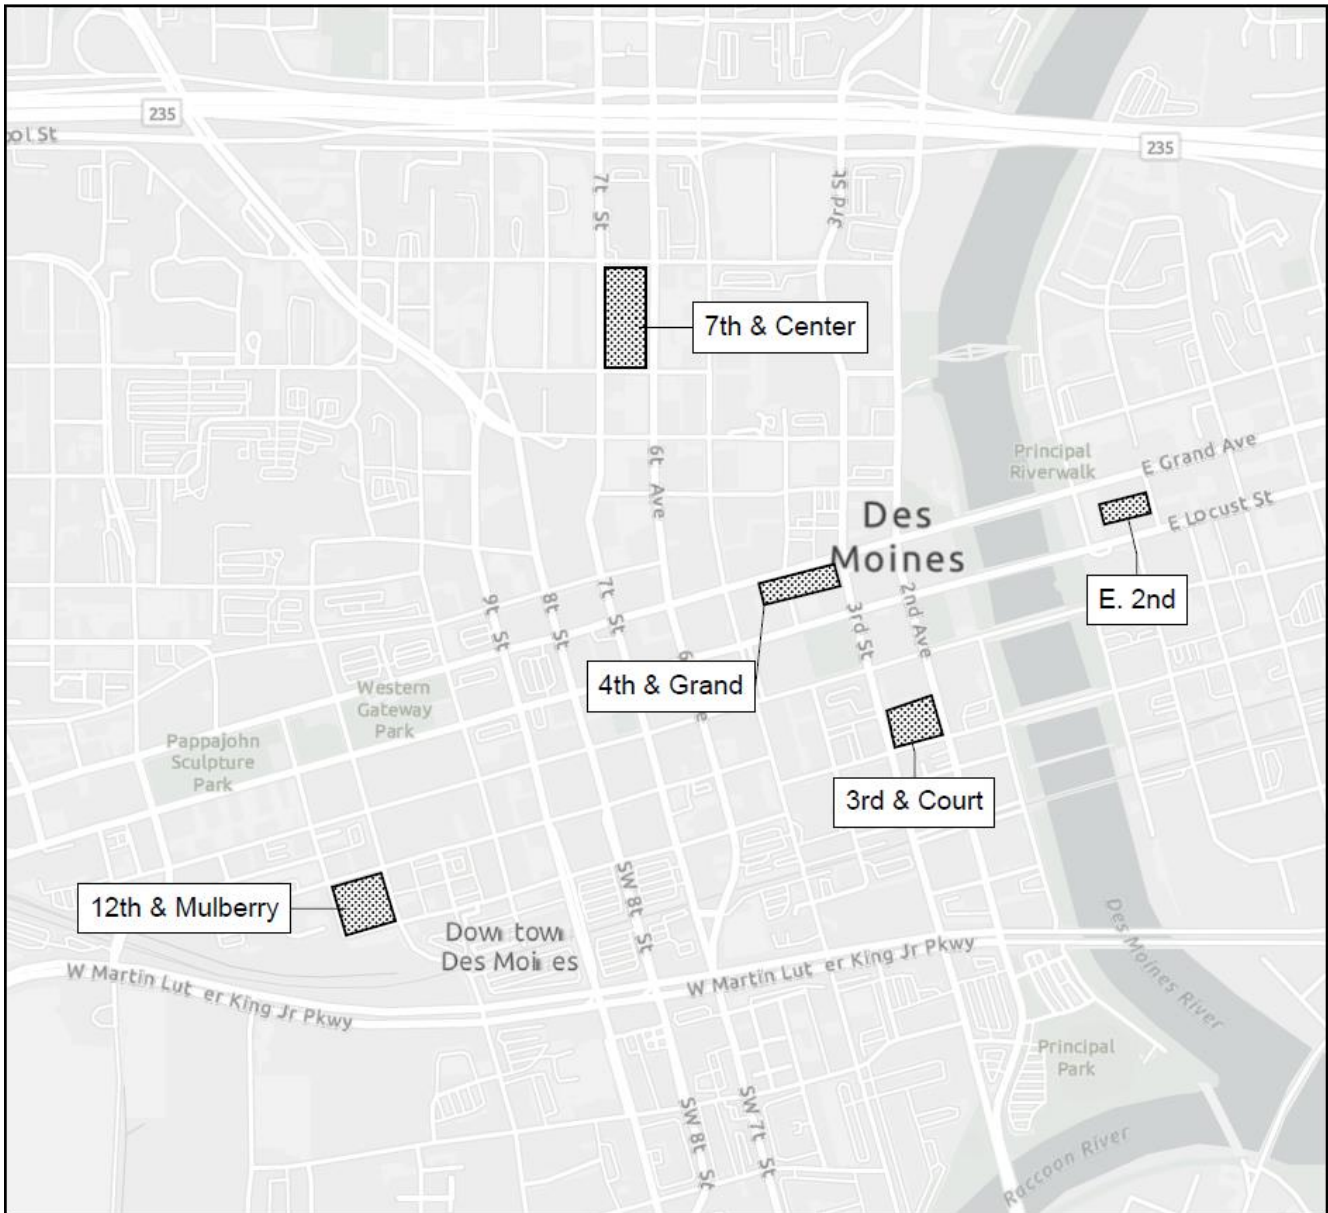 235
ool St
235
7t St
3rd St
7th & Center
6t Ave
Principal
Riverwalk
E Grand Ave
E Locust St
Des
Moines
E. 2nd
9t St
8t St
7t St
3rd St
2nd Ave
4th & Grand
6 e
Western
Gateway
Park
Pappajohn
Sculpture
Park
3rd & Court
12th & Mulberry
SW 8t St
Dow tow
Des Moi es
Des Moines River
W Martin Lut er King Jr Pkwy
W Martin Lut er King Jr Pkwy
Principal
Park
SW 8t St
SW 7t St
Raccoon River